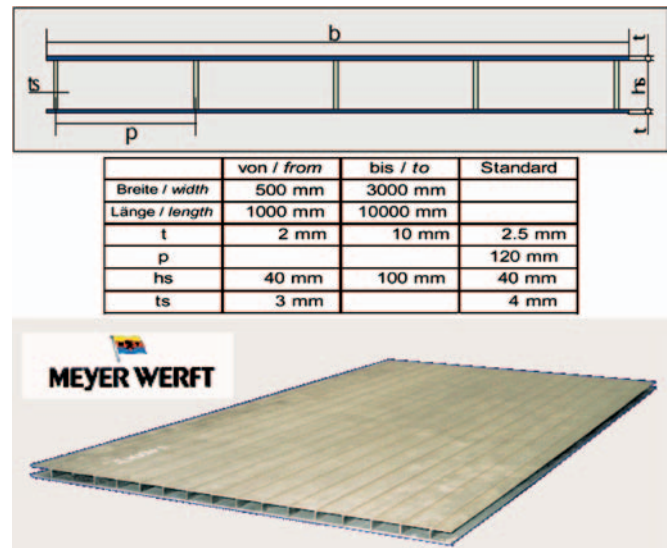 b
t
ts
hs
p
t
von / from bis / to Standard
Breite / width 500 mm 3000 mm
Länge / length 1000 mm 10000 mm
t 2 mm 10 mm 2.5 mm
p 120 mm
hs 40 mm 100 mm 40 mm
ts 3 mm 4 mm
MEYER WERFT